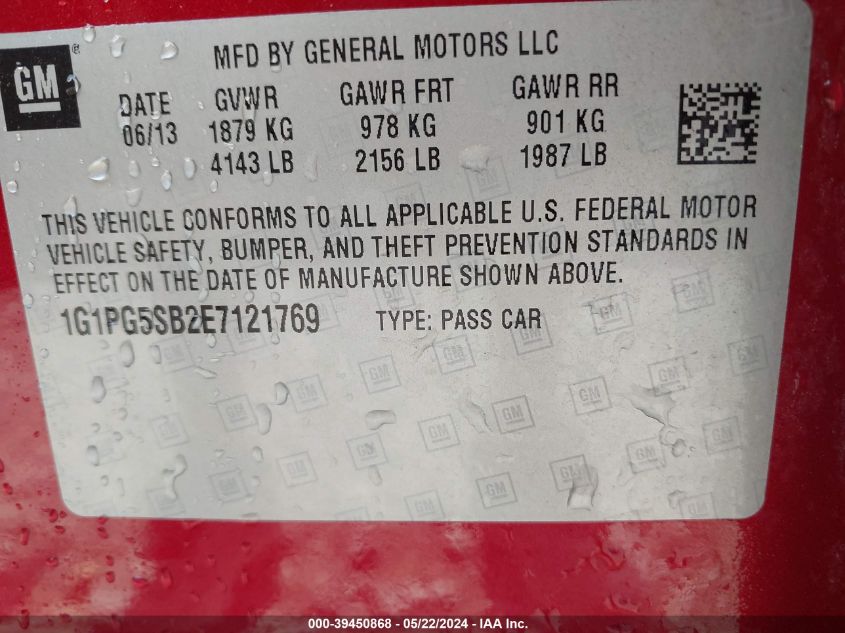 GM ®
MFD BY GENERAL MOTORS LLC
DATE GVWR GAWR FRT GAWR RR
06/13 1879 KG 978 KG 901 KG
4143 LB 2156 LB 1987 LB
THIS VEHICLE CONFORMS TO ALL APPLICABLE U.S. FEDERAL MOTOR
VEHICLE SAFETY, BUMPER, AND THEFT PREVENTION STANDARDS IN
EFFECT ON THE DATE OF MANUFACTURE SHOWN ABOVE.
1G1PG5SB2E7121769 TYPE: PASS CAR
000-39450868 - 05/22/2024 - IAAI.com